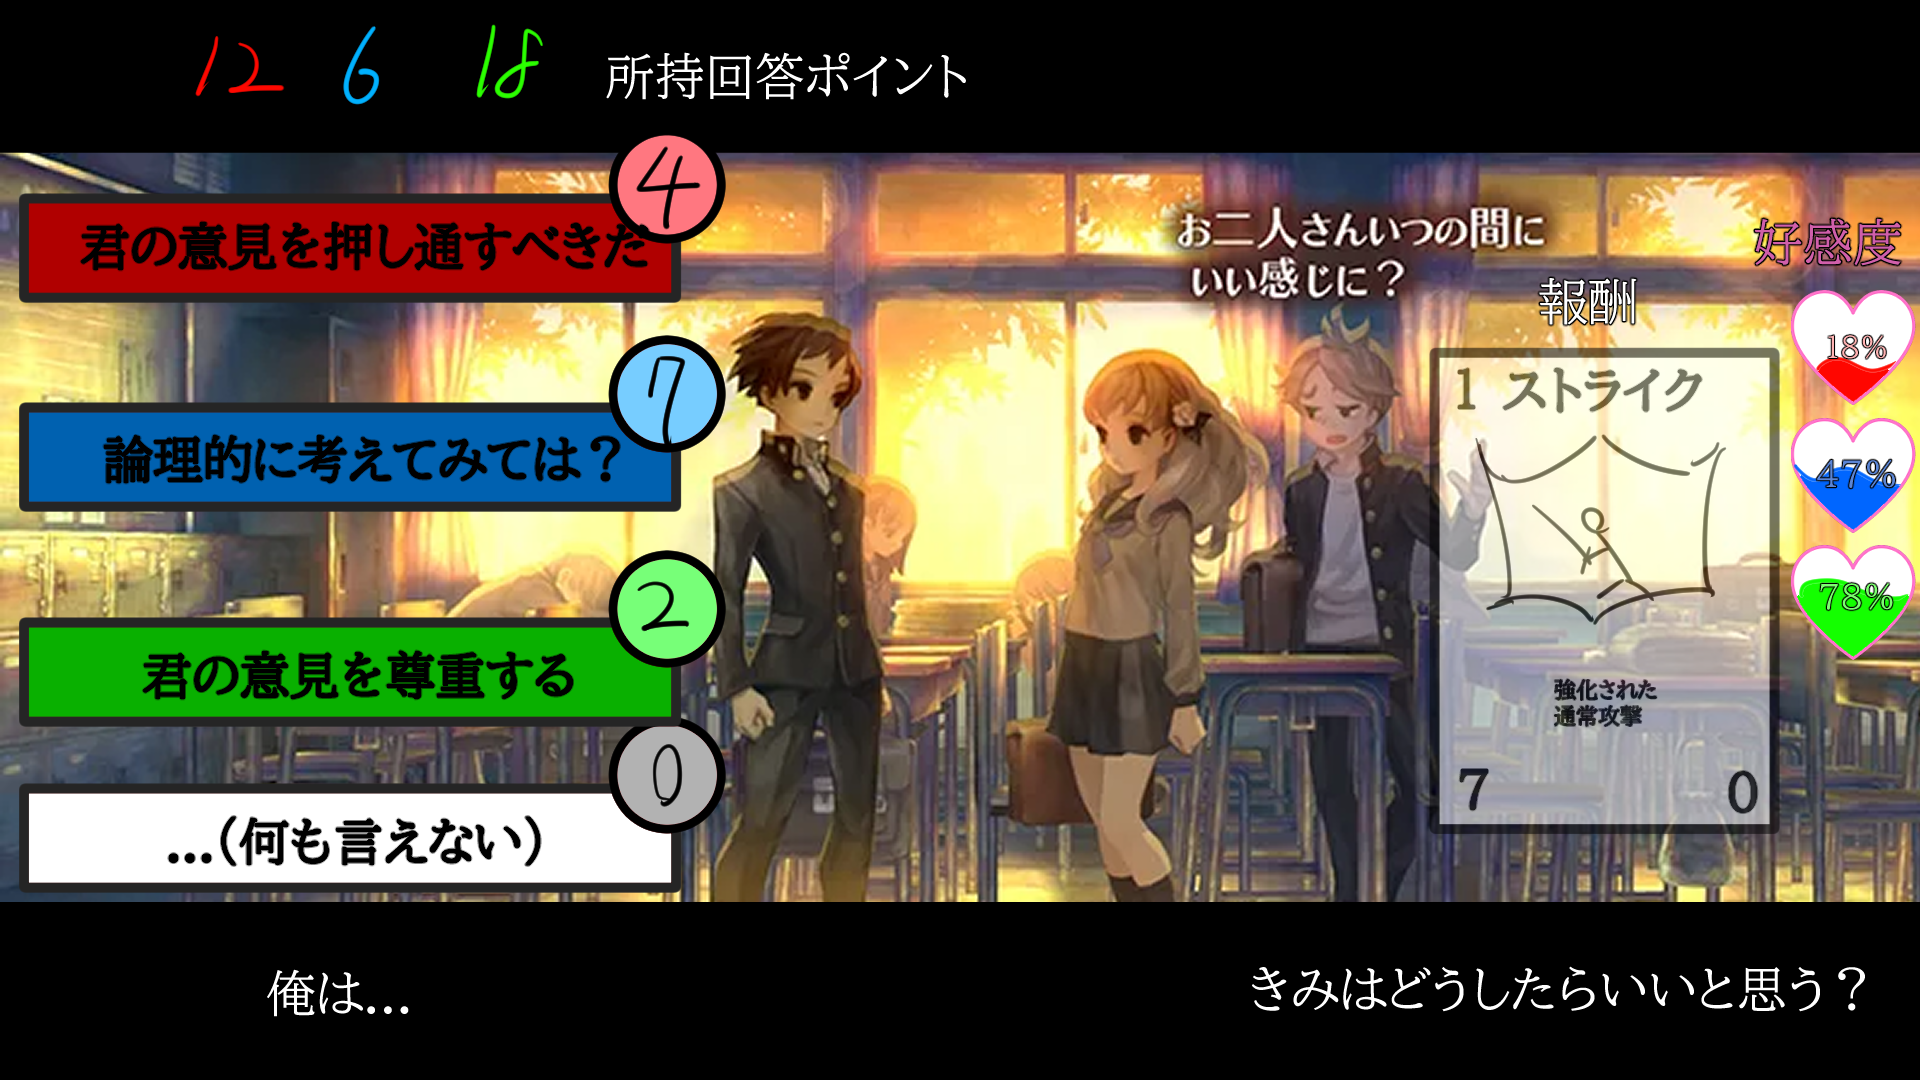 12 6 18 所持回答ポイント
4
君の意見を押し通すべきだ
7
論理的に考えてみては？
2
君の意見を尊重する
0
...（何も言えない）
お二人さんいつの間に
いい感じに？
報酬
1 ストライク
強化された
通常攻撃
7 0
好感度
18%
47%
78%
俺は...
きみはどうしたらいいと思う？